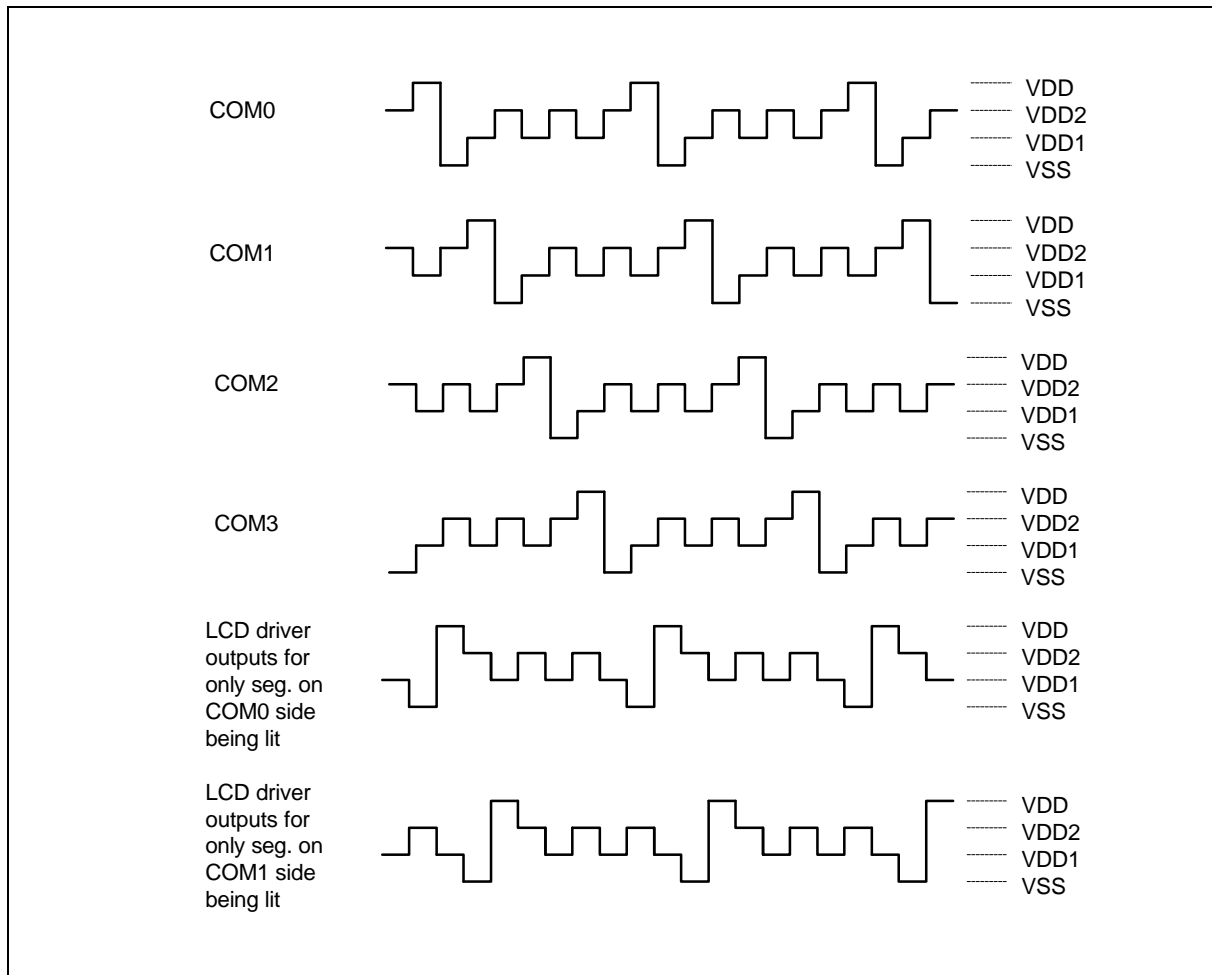 COM0
VDD
VDD2
VDD1
VSS
COM1
VDD
VDD2
VDD1
VSS
COM2
VDD
VDD2
VDD1
VSS
COM3
VDD
VDD2
VDD1
VSS
LCD driver
outputs for
only seg. on
COM0 side
being lit
VDD
VDD2
VDD1
VSS
LCD driver
outputs for
only seg. on
COM1 side
being lit
VDD
VDD2
VDD1
VSS